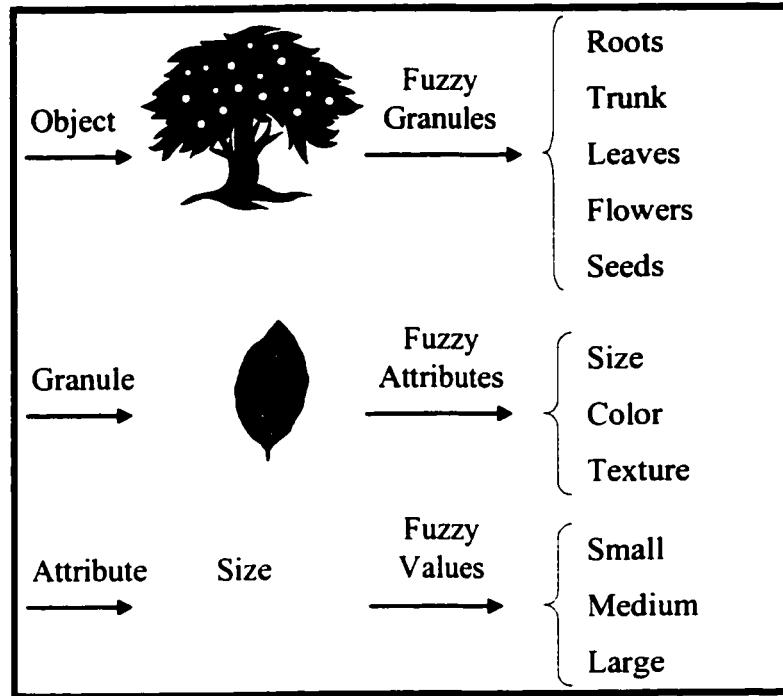 Object
Fuzzy
Granules
Roots
Trunk
Leaves
Flowers
Seeds
Granule
Fuzzy
Attributes
Size
Color
Texture
Attribute
Size
Fuzzy
Values
Small
Medium
Large